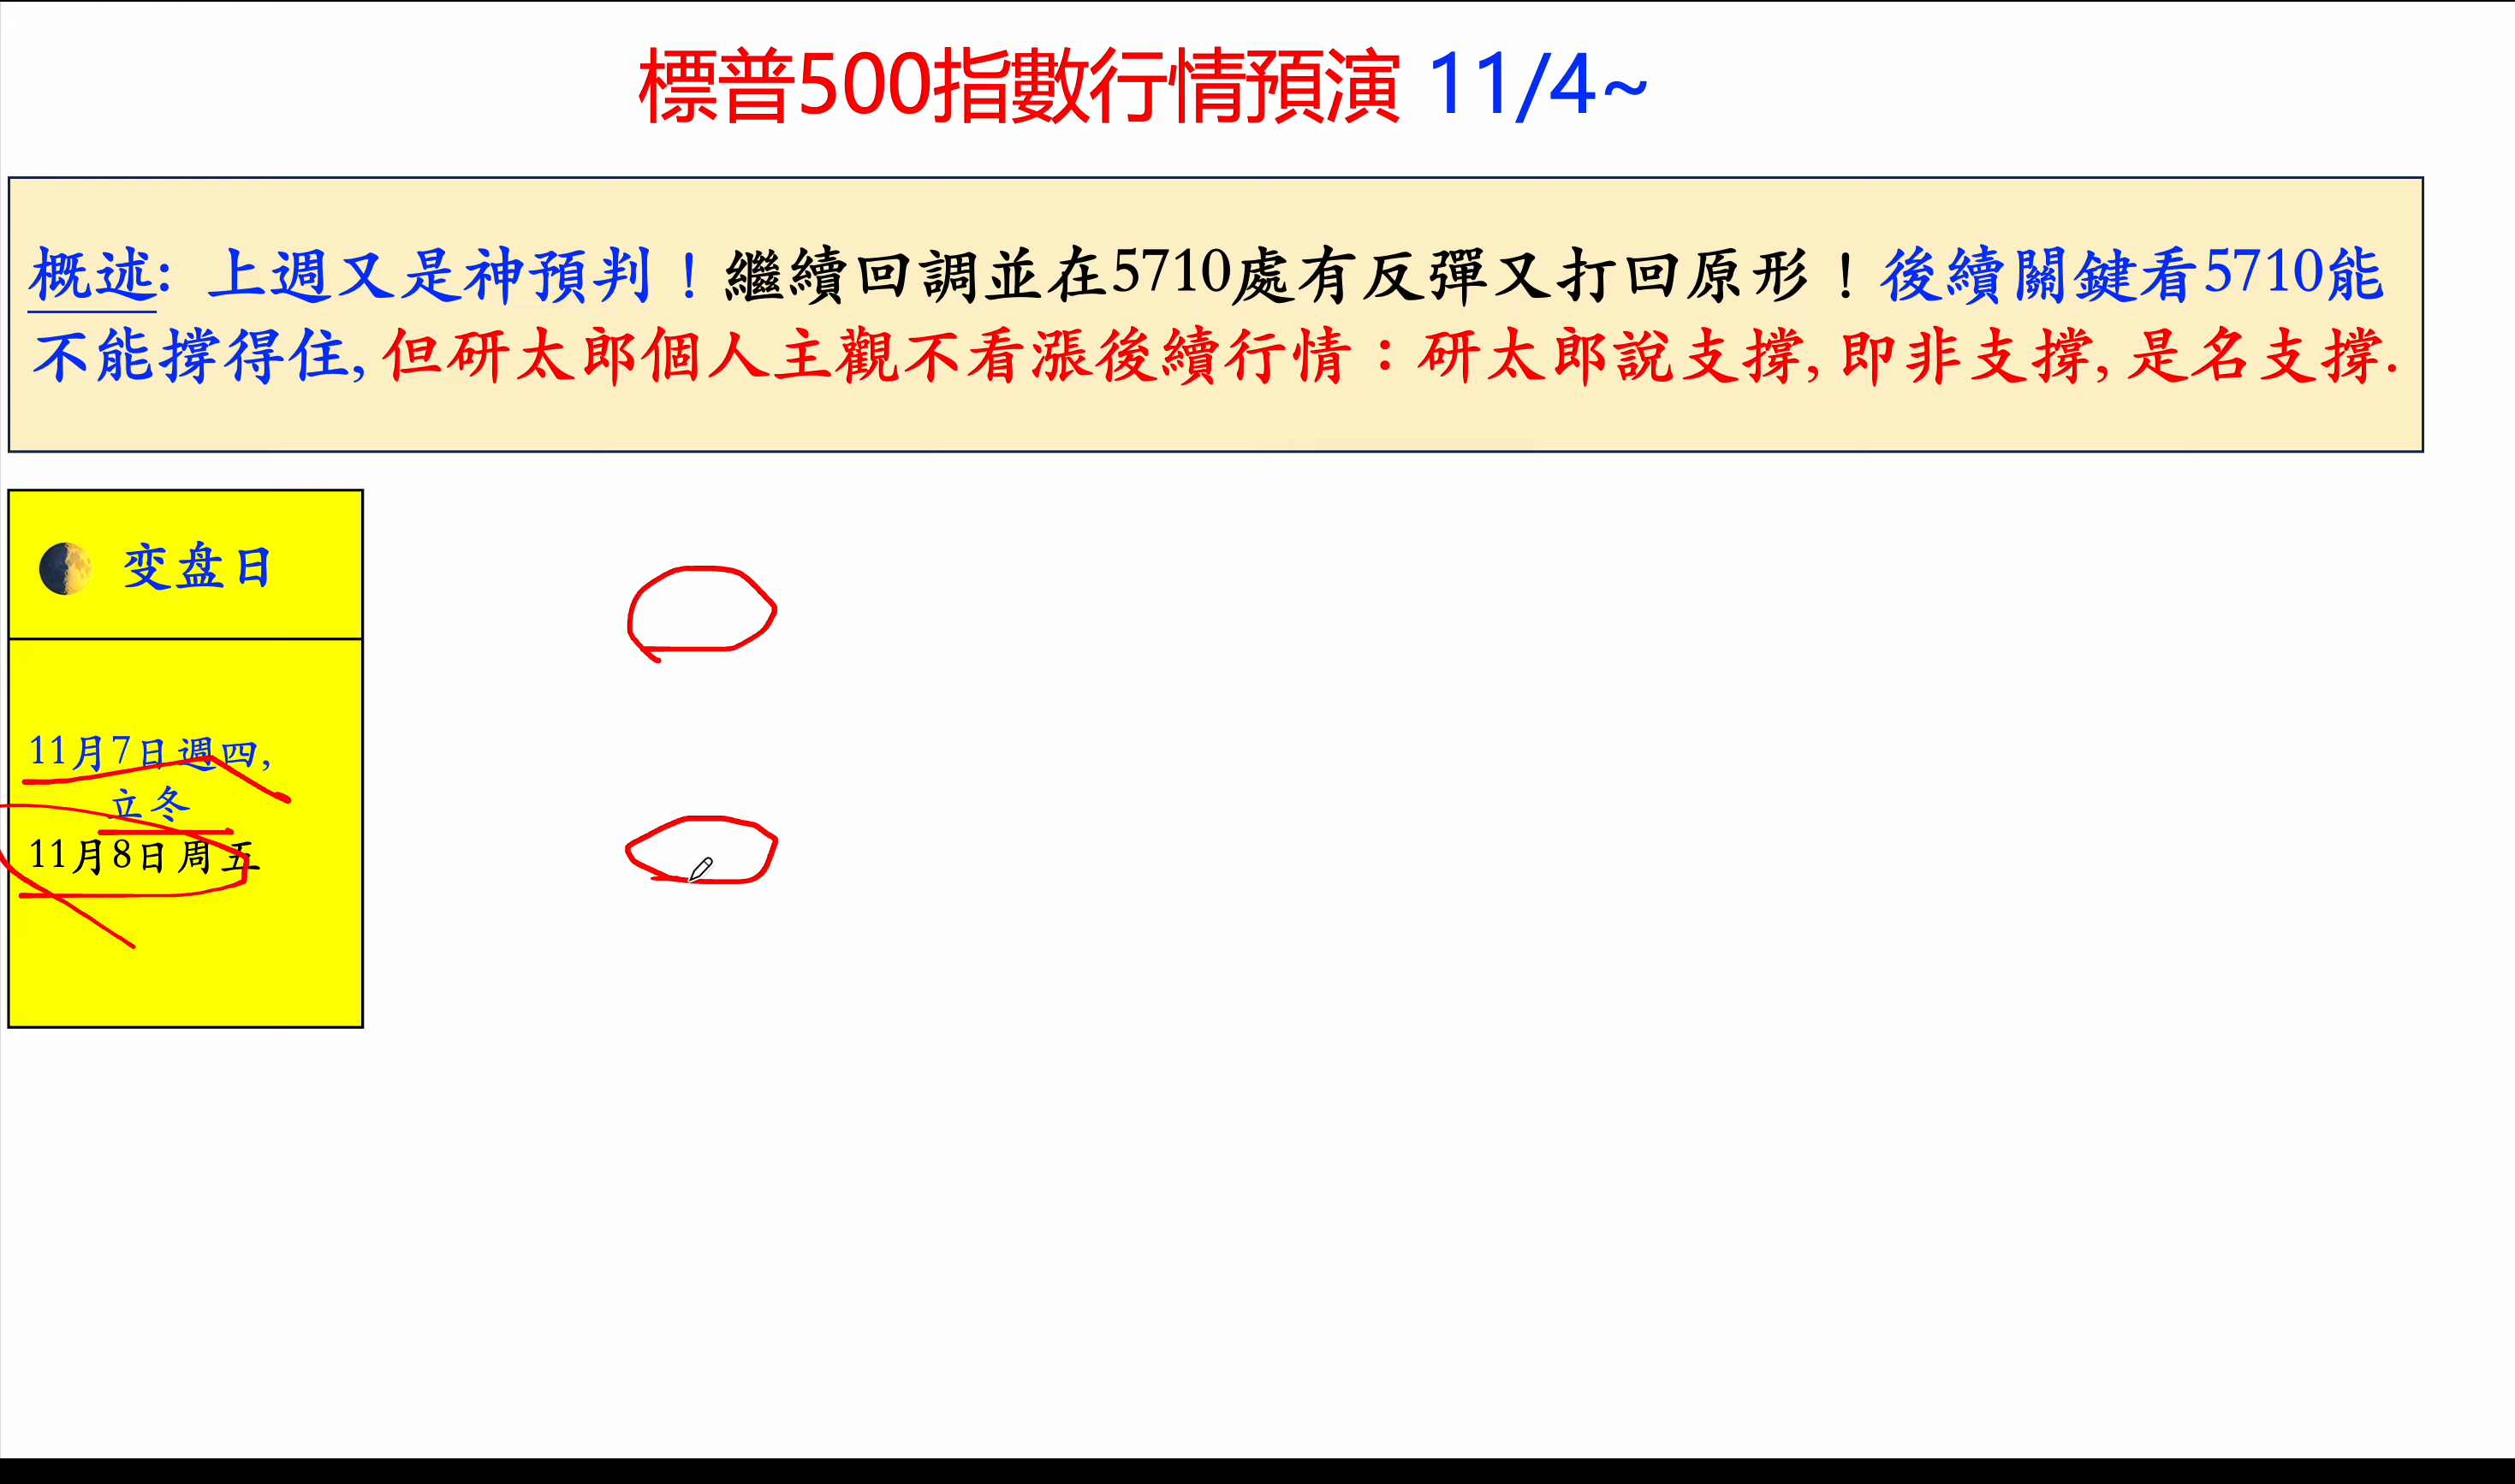 標普500指數行情預演 11/4~
概述: 上週又是神預判！繼續回調並在5710處有反彈又打回原形！後續關鍵看5710能
不能撐得住, 但研太郎個人主觀不看漲後續行情：研太郎說支撐, 即非支撐, 是名支撐.
变盘日
11月7日週四,
立冬
11月8日周五